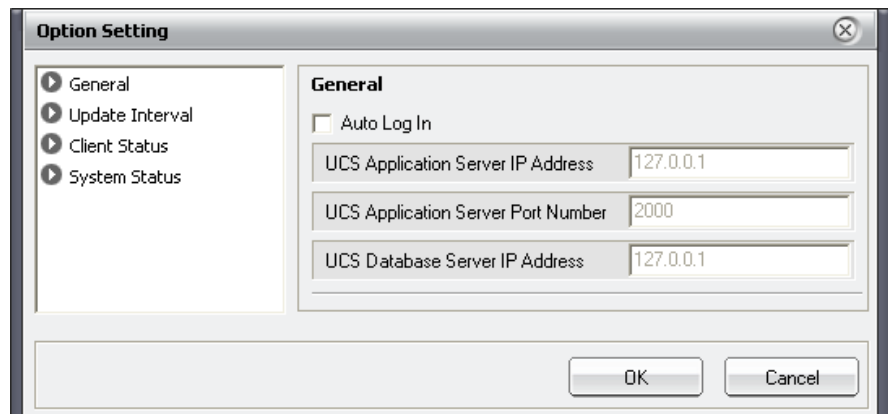 Option Setting
General
Update Interval
Client Status
System Status
General
Auto Log In
UCS Application Server IP Address 127.0.0.1
UCS Application Server Port Number 2000
UCS Database Server IP Address 127.0.0.1
OK Cancel